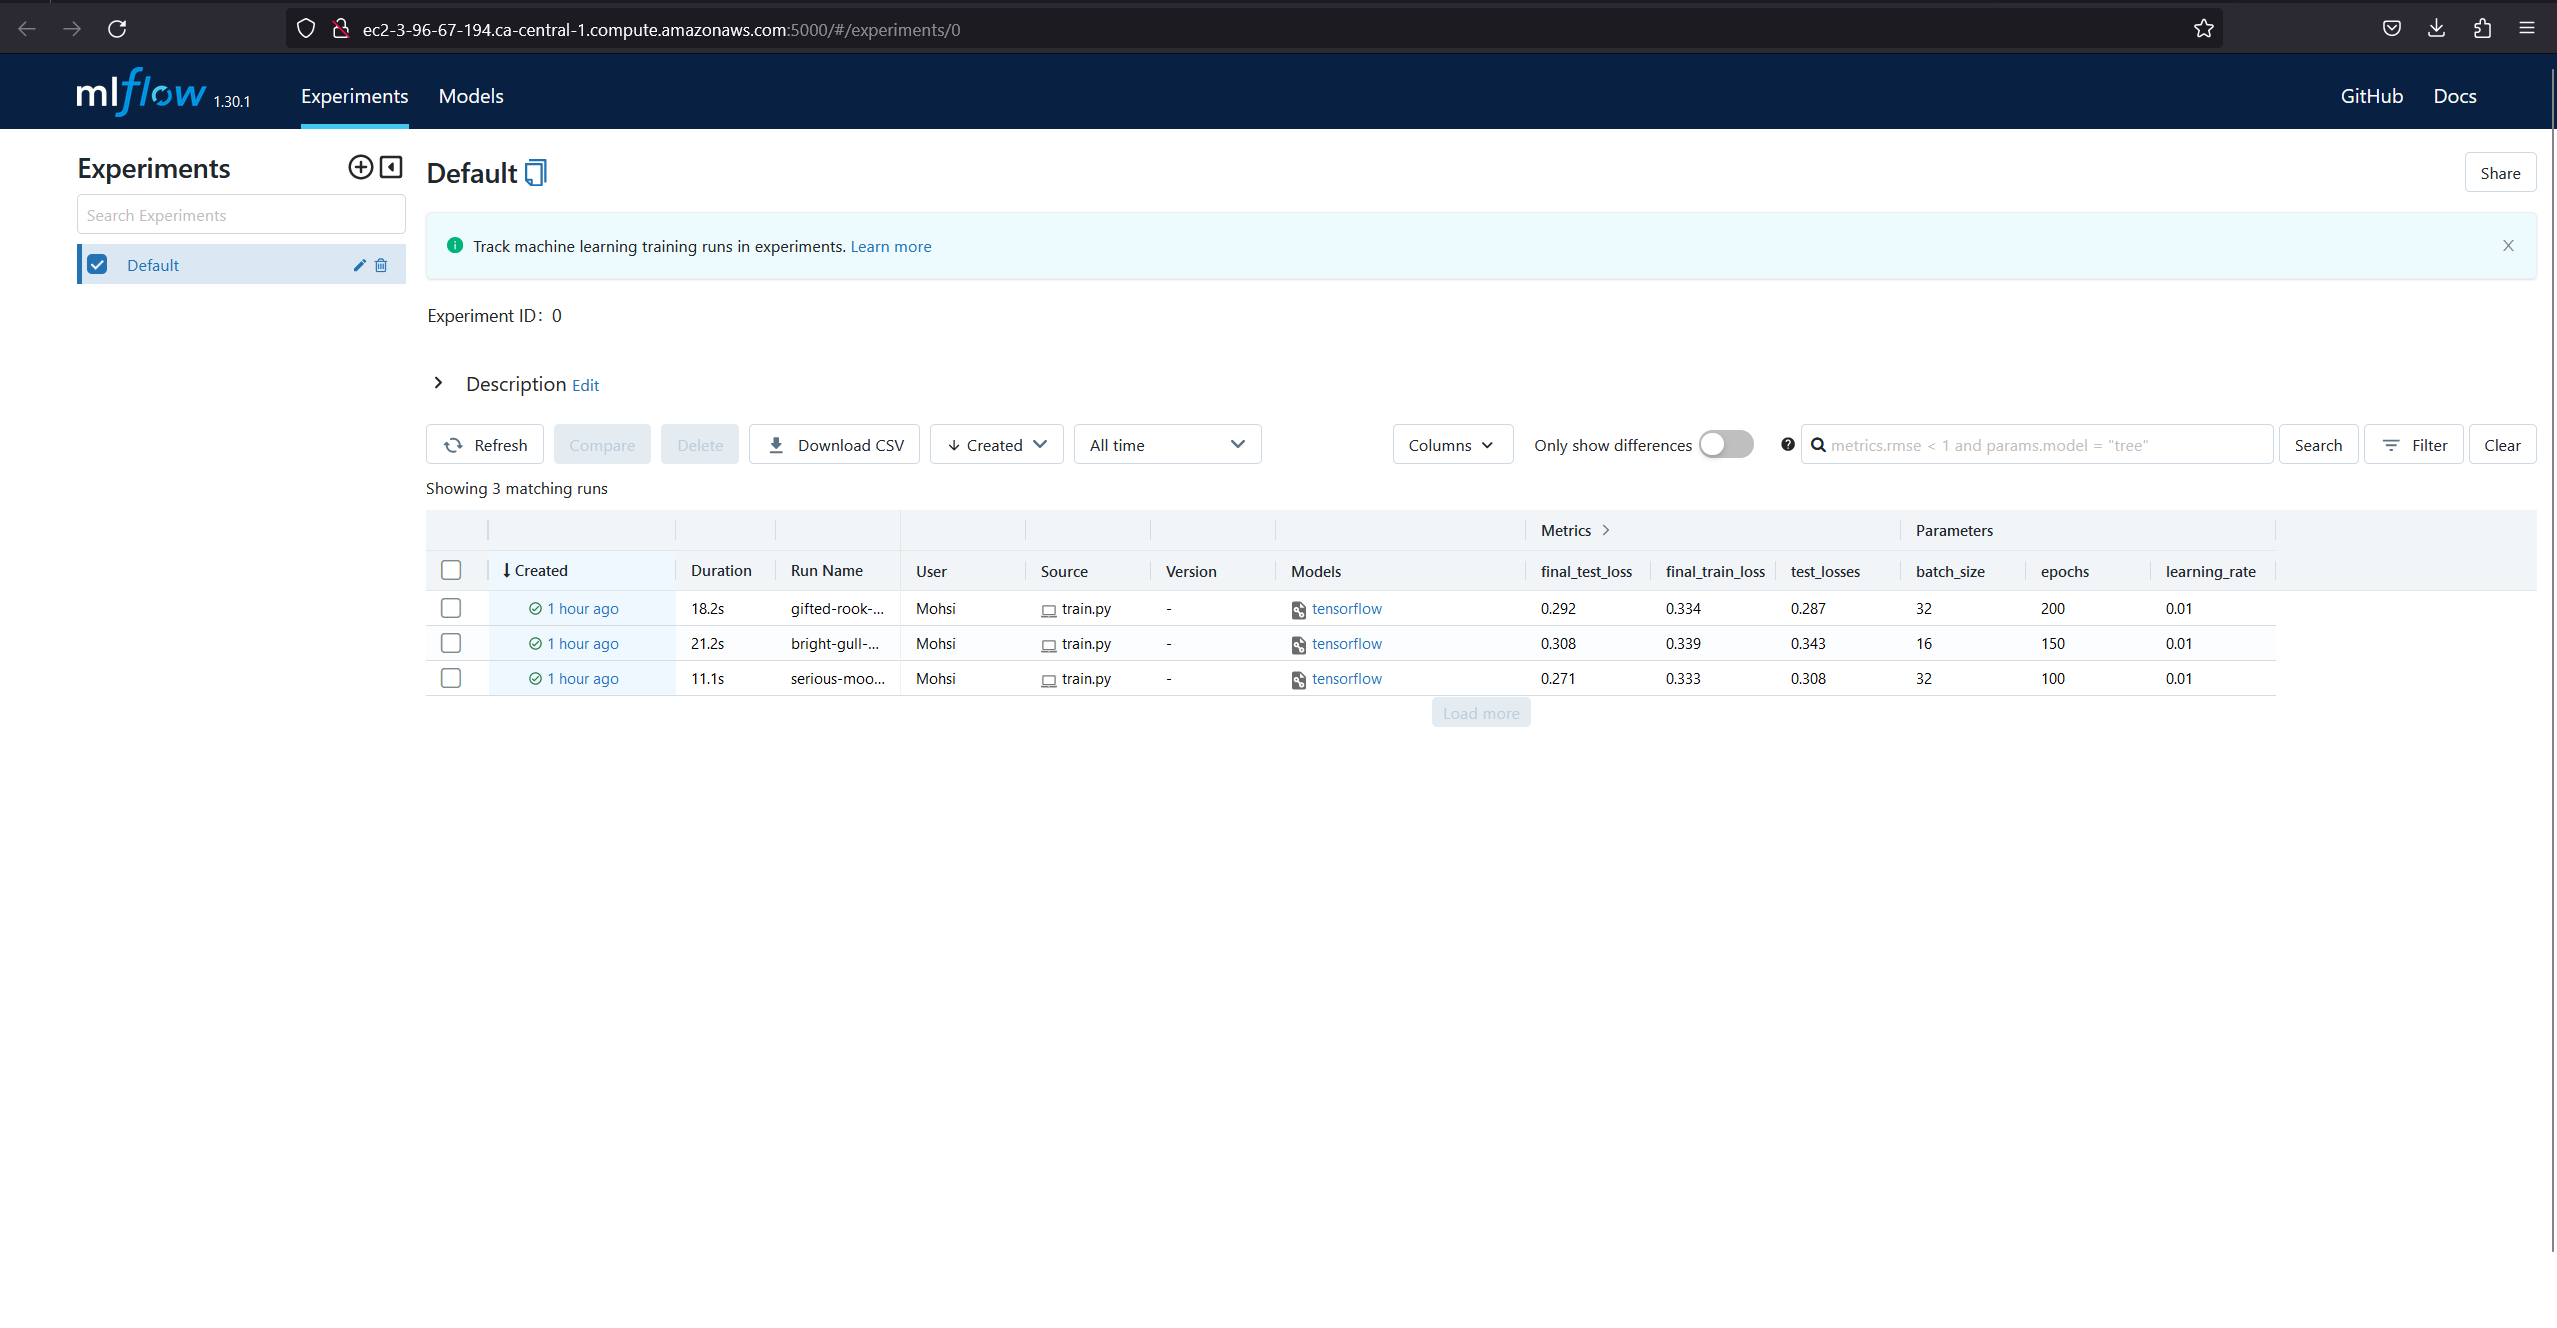 ec2-3-96-67-194.ca-central-1.compute.amazonaws.com:5000/#/experiments/0
mlflow 1.30.1 Experiments Models GitHub Docs
Experiments
Search Experiments
Default
Default
Share
Track machine learning training runs in experiments. Learn more
Experiment ID: 0
Description Edit
Refresh Compare Delete Download CSV Created All time Columns Only show differences metrics.rmse < 1 and params.model = "tree" Search Filter Clear
Showing 3 matching runs
Metrics Parameters
Created Duration Run Name User Source Version Models final_test_loss final_train_loss test_losses batch_size epochs learning_rate
1 hour ago 18.2s gifted-rook-... Mohsi train.py - tensorflow 0.292 0.334 0.287 32 200 0.01
1 hour ago 21.2s bright-gull-... Mohsi train.py - tensorflow 0.308 0.339 0.343 16 150 0.01
1 hour ago 11.1s serious-moo... Mohsi train.py - tensorflow 0.271 0.333 0.308 32 100 0.01
Load more